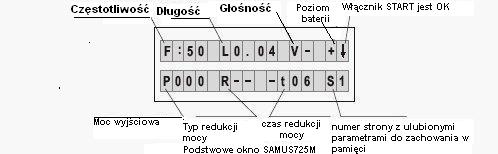 Częstotliwość Długość Głośność Poziom baterii Włącznik START jest OK
F:50 L0.04 V- +↓
P000 R-- -t06 S1
Moc wyjściowa
Typ redukcji mocy
czas redukcji mocy
Podstwowe okno SAMUS725M
numer strony z ulubionymi
parametrami do zachowania w
pamięci